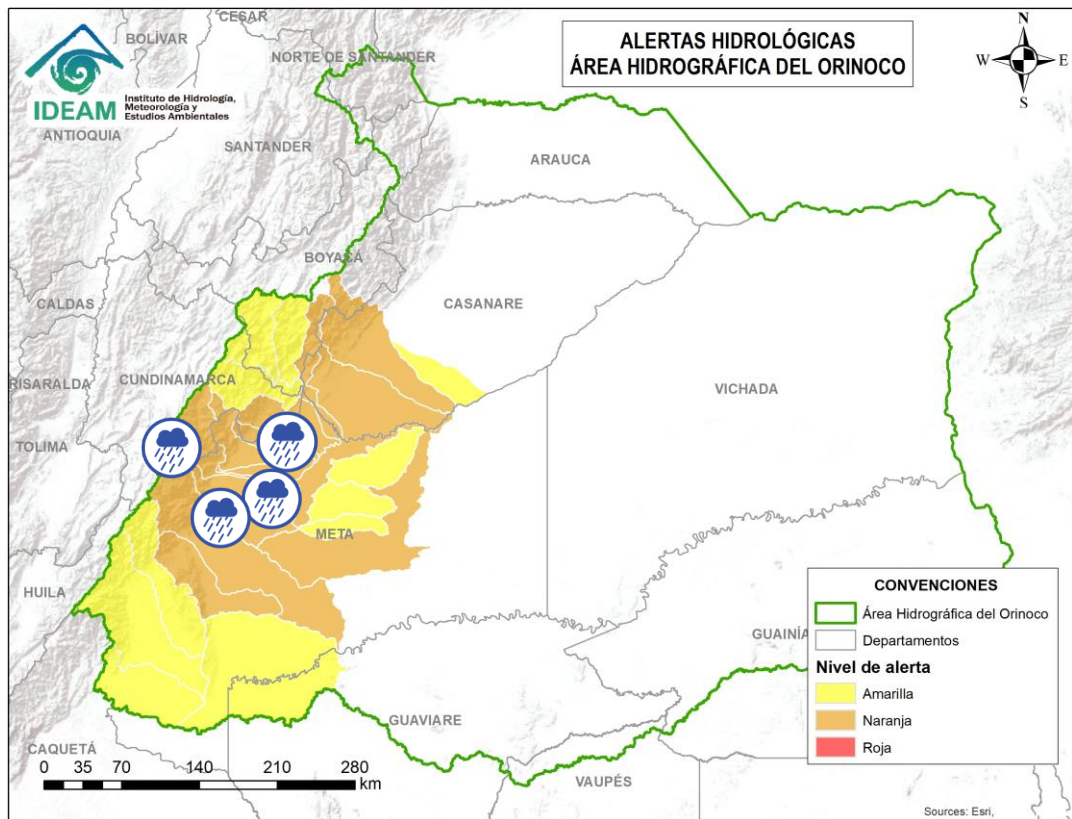 CESAR
BOLÍVAR
NORTE DE SANTANDER
ALERTAS HIDROLÓGICAS
ÁREA HIDROGRÁFICA DEL ORINOCO
N
W
E
S
IDEAM
Instituto de Hidrología,
Meteorología y
Estudios Ambientales
ANTIOQUIA
SANTANDER
ARAUCA
BOYACÁ
CALDAS
CASANARE
RISARALDA
CUNDINAMARCA
VICHADA
TOLIMA
META
HUILA
GUAINÍA
GUAVIARE
CAQUETÁ
VAUPÉS
CONVENCIONES
Área Hidrográfica del Orinoco
Departamentos
Nivel de alerta
Amarilla
Naranja
Roja
0 35 70 140 210 280
km
Sources: Esri,